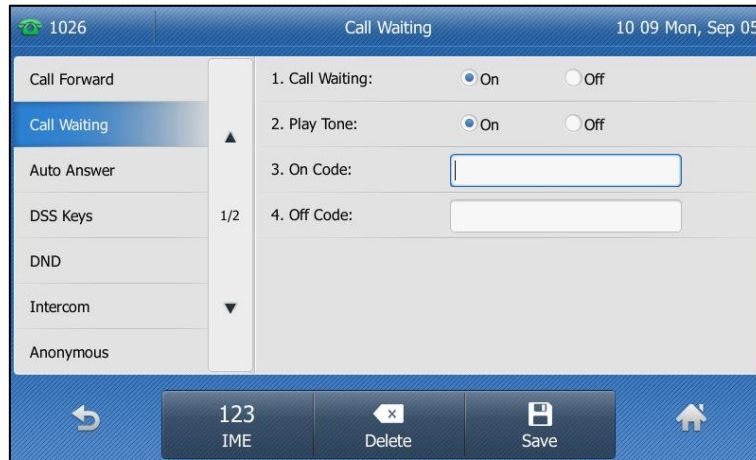 1026 Call Waiting 10 09 Mon, Sep 05
Call Forward
Call Waiting
Auto Answer
DSS Keys
DND
Intercom
Anonymous
1/2
1. Call Waiting: On Off
2. Play Tone: On Off
3. On Code:
4. Off Code:
123
IME
Delete
Save